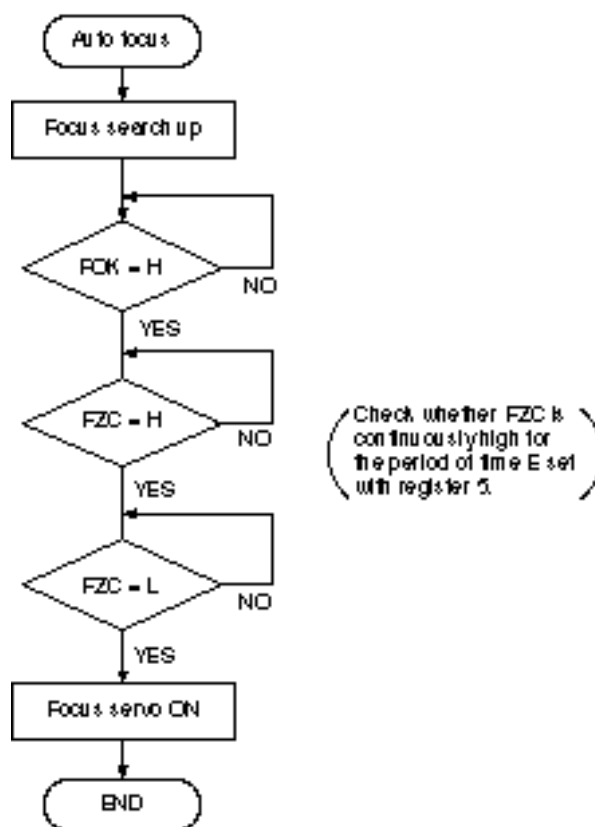 Auto focus
Focus search up
FOK = H
NO
YES
FZC = H
NO
Check whether FZC is
continuously high for
the period of time E set
with register 5.
YES
FZC = L
NO
YES
Focus servo ON
END